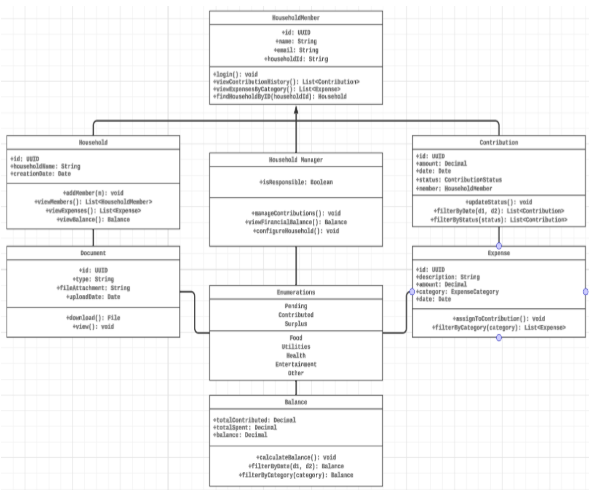 HouseholdMember
+id: UUID
+name: String
+email: String
+householdId: String
+login(): void
+viewContributionHistory(): List<Contribution>
+viewExpensesByCategory(): List<Expense>
+findHouseholdByID(householdId): Household
Household
+id: UUID
+householdName: String
+creationDate: Date
+addMember(m): void
+viewMembers(): List<HouseholdMember>
+viewExpenses(): List<Expense>
+viewBalance(): Balance
Household Manager
+isResponsible: Boolean
+manageContributions(): void
+viewFinancialBalance(): Balance
+configureHousehold(): void
Contribution
+id: UUID
+amount: Decimal
+date: Date
+status: ContributionStatus
+member: HouseholdMember
+updateStatus(): void
+filterByDate(d1, d2): List<Contribution>
+filterByStatus(status): List<Contribution>
Document
+id: UUID
+type: String
+fileAttachment: String
+uploadDate: Date
+download(): File
+view(): void
Enumerations
Pending
Contributed
Surplus
Food
Utilities
Health
Entertainment
Other
Expense
+id: UUID
+description: String
+amount: Decimal
+category: ExpenseCategory
+date: Date
+assignToContribution(): void
+filterByCategory(category): List<Expense>
Balance
+totalContributed: Decimal
+totalSpent: Decimal
+balance: Decimal
+calculateBalance(): void
+filterByDate(d1, d2): Balance
+filterByCategory(category): Balance